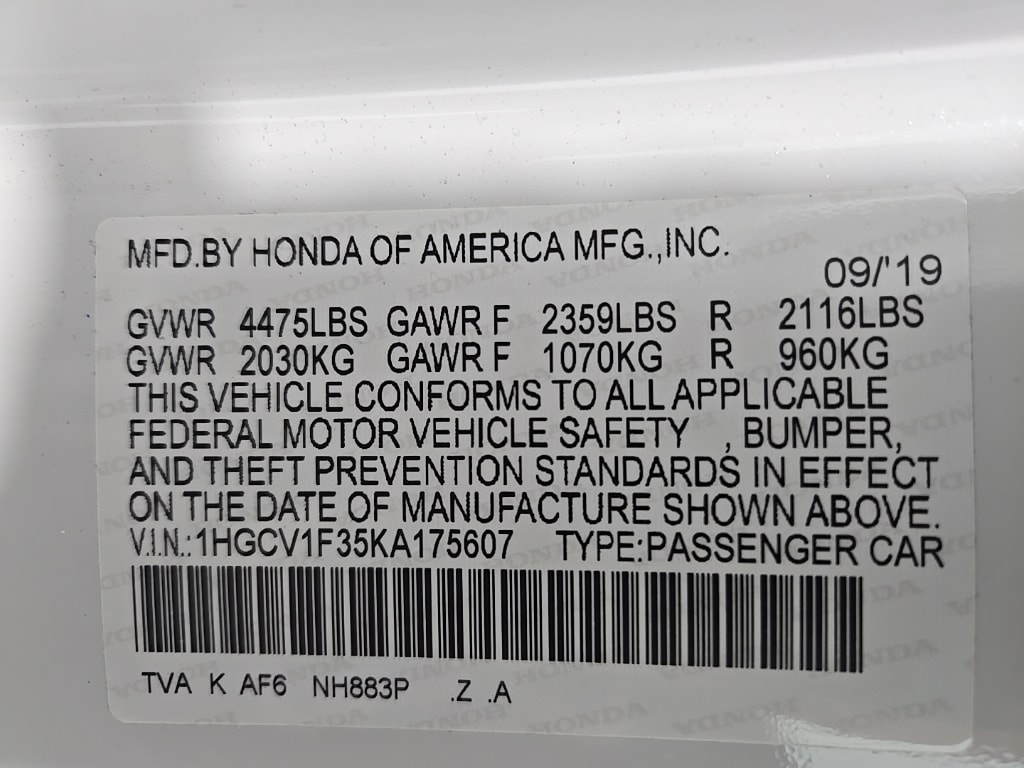 MFD.BY HONDA OF AMERICA MFG.,INC.
09/'19
GVWR 4475LBS GAWR F 2359LBS R 2116LBS
GVWR 2030KG GAWR F 1070KG R 960KG
THIS VEHICLE CONFORMS TO ALL APPLICABLE
FEDERAL MOTOR VEHICLE SAFETY , BUMPER,
AND THEFT PREVENTION STANDARDS IN EFFECT
ON THE DATE OF MANUFACTURE SHOWN ABOVE.
V.I.N.:1HGCV1F35KA175607 TYPE:PASSENGER CAR
TVA K AF6 NH883P .Z .A